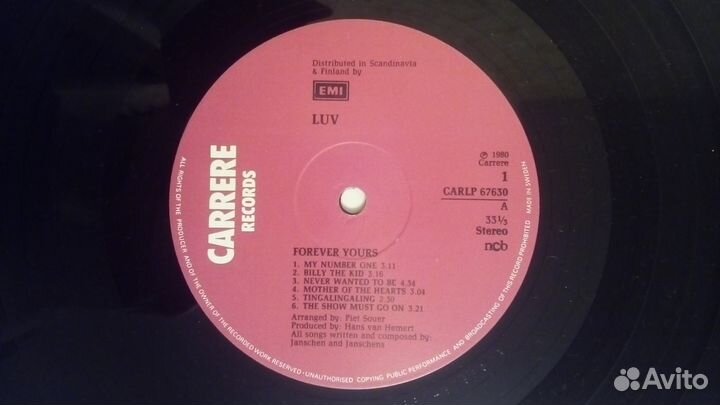 Distributed in Scandinavia
& Finland by
EMI
LUV
CARRERE
RECORDS
℗ 1980
Carrere
1
CARLP 67630
A
33⅓
Stereo
ncb
FOREVER YOURS
1. MY NUMBER ONE 3.11
2. BILLY THE KID 3.16
3. NEVER WANTED TO BE 4.34
4. MOTHER OF THE HEARTS 3.04
5. TINGALINGALING 2.50
6. THE SHOW MUST GO ON 3.21
Arranged by: Piet Souer
Produced by: Hans van Hemert
All songs written and composed by:
Janschen and Janschens
ALL RIGHTS OF THE PRODUCER AND OF THE OWNER OF THE RECORDED WORK RESERVED · UNAUTHORISED COPYING PUBLIC PERFORMANCE AND BROADCASTING OF THIS RECORD PROHIBITED MADE IN SWEDEN
Avito